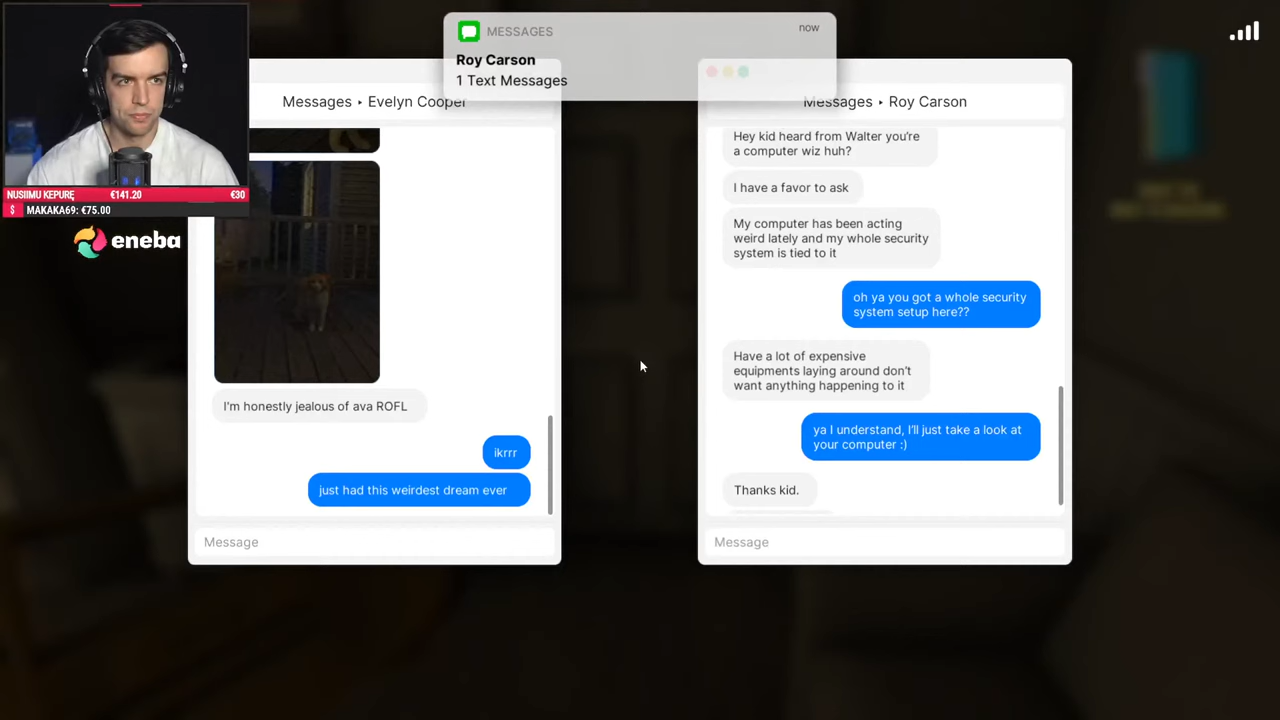 MESSAGES
now
Roy Carson
1 Text Messages
NUSIIMU KEPURĘ €141.20 €30
$ MAKAKA69: €75.00
eneba
Messages ▸ Evelyn Cooper
I'm honestly jealous of ava ROFL
ikrrr
just had this weirdest dream ever
Message
Messages ▸ Roy Carson
Hey kid heard from Walter you're
a computer wiz huh?
I have a favor to ask
My computer has been acting
weird lately and my whole security
system is tied to it
oh ya you got a whole security
system setup here??
Have a lot of expensive
equipments laying around don't
want anything happening to it
ya I understand, I'll just take a look at
your computer :)
Thanks kid.
Message